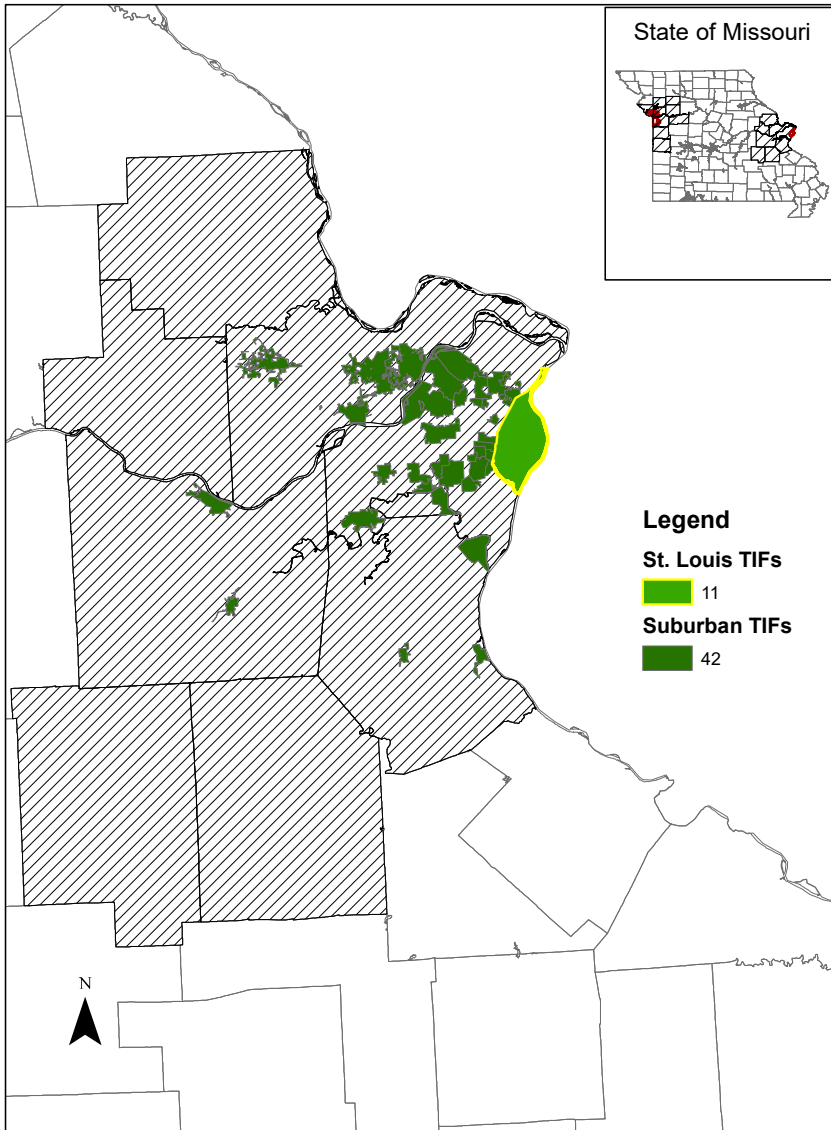 State of Missouri
Legend
St. Louis TIFs
11
Suburban TIFs
42
N